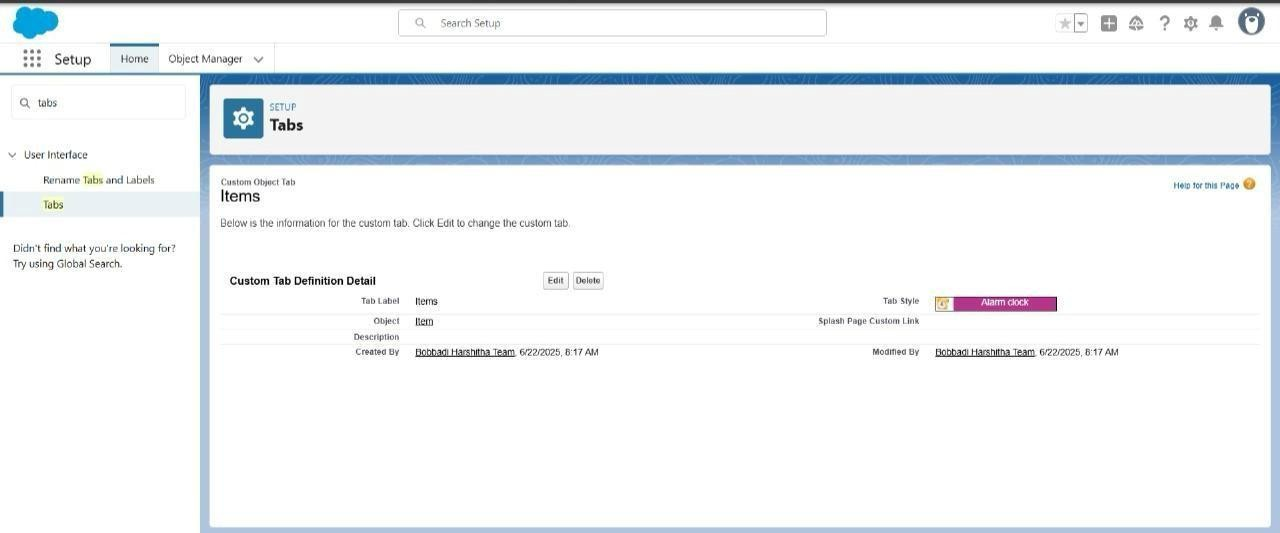 Search Setup
Setup
Home
Object Manager
tabs
User Interface
Rename Tabs and Labels
Tabs
Didn't find what you're looking for?
Try using Global Search.
SETUP
Tabs
Custom Object Tab
Items
Help for this Page
Below is the information for the custom tab. Click Edit to change the custom tab.
Custom Tab Definition Detail Edit Delete
Tab Label Items Tab Style Alarm clock
Object Item Splash Page Custom Link
Description
Created By Bobbadi Harshitha Team, 6/22/2025, 8:17 AM Modified By Bobbadi Harshitha Team, 6/22/2025, 8:17 AM